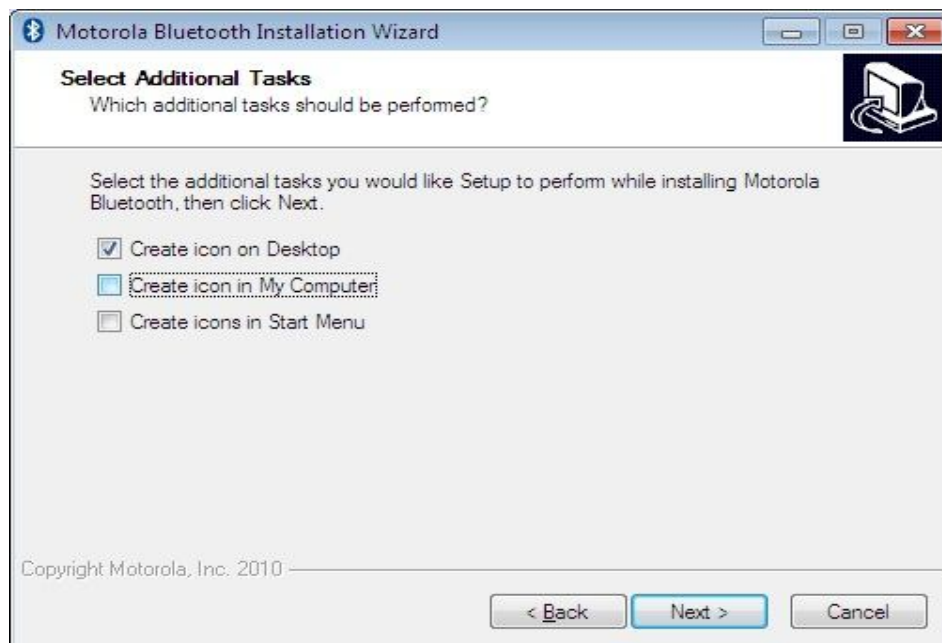 Motorola Bluetooth Installation Wizard
Select Additional Tasks
Which additional tasks should be performed?
Select the additional tasks you would like Setup to perform while installing Motorola
Bluetooth, then click Next.
Create icon on Desktop
Create icon in My Computer
Create icons in Start Menu
Copyright Motorola, Inc. 2010
< Back Next > Cancel